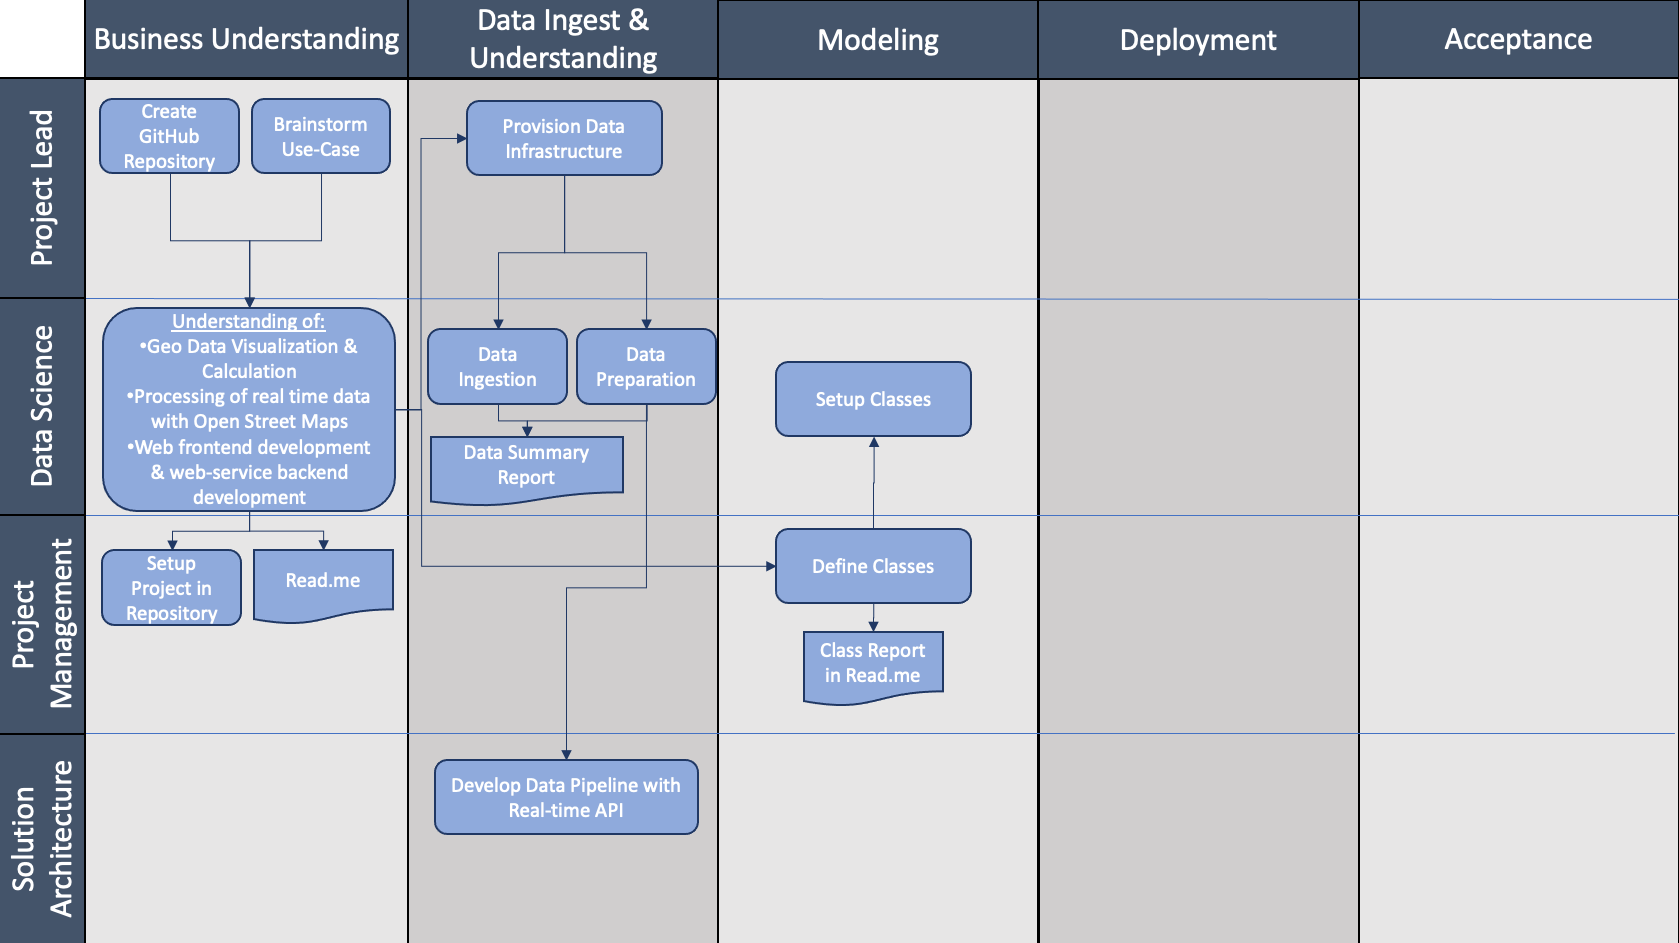 Business Understanding
Data Ingest &
Understanding
Modeling
Deployment
Acceptance
Project Lead
Create
GitHub
Repository
Brainstorm
Use-Case
Provision Data
Infrastructure
Data Science
Understanding of:
•Geo Data Visualization &
Calculation
•Processing of real time data
with Open Street Maps
•Web frontend development
& web-service backend
development
Data
Ingestion
Data
Preparation
Data Summary
Report
Setup Classes
Project
Management
Setup
Project in
Repository
Read.me
Define Classes
Class Report
in Read.me
Solution
Architecture
Develop Data Pipeline with
Real-time API